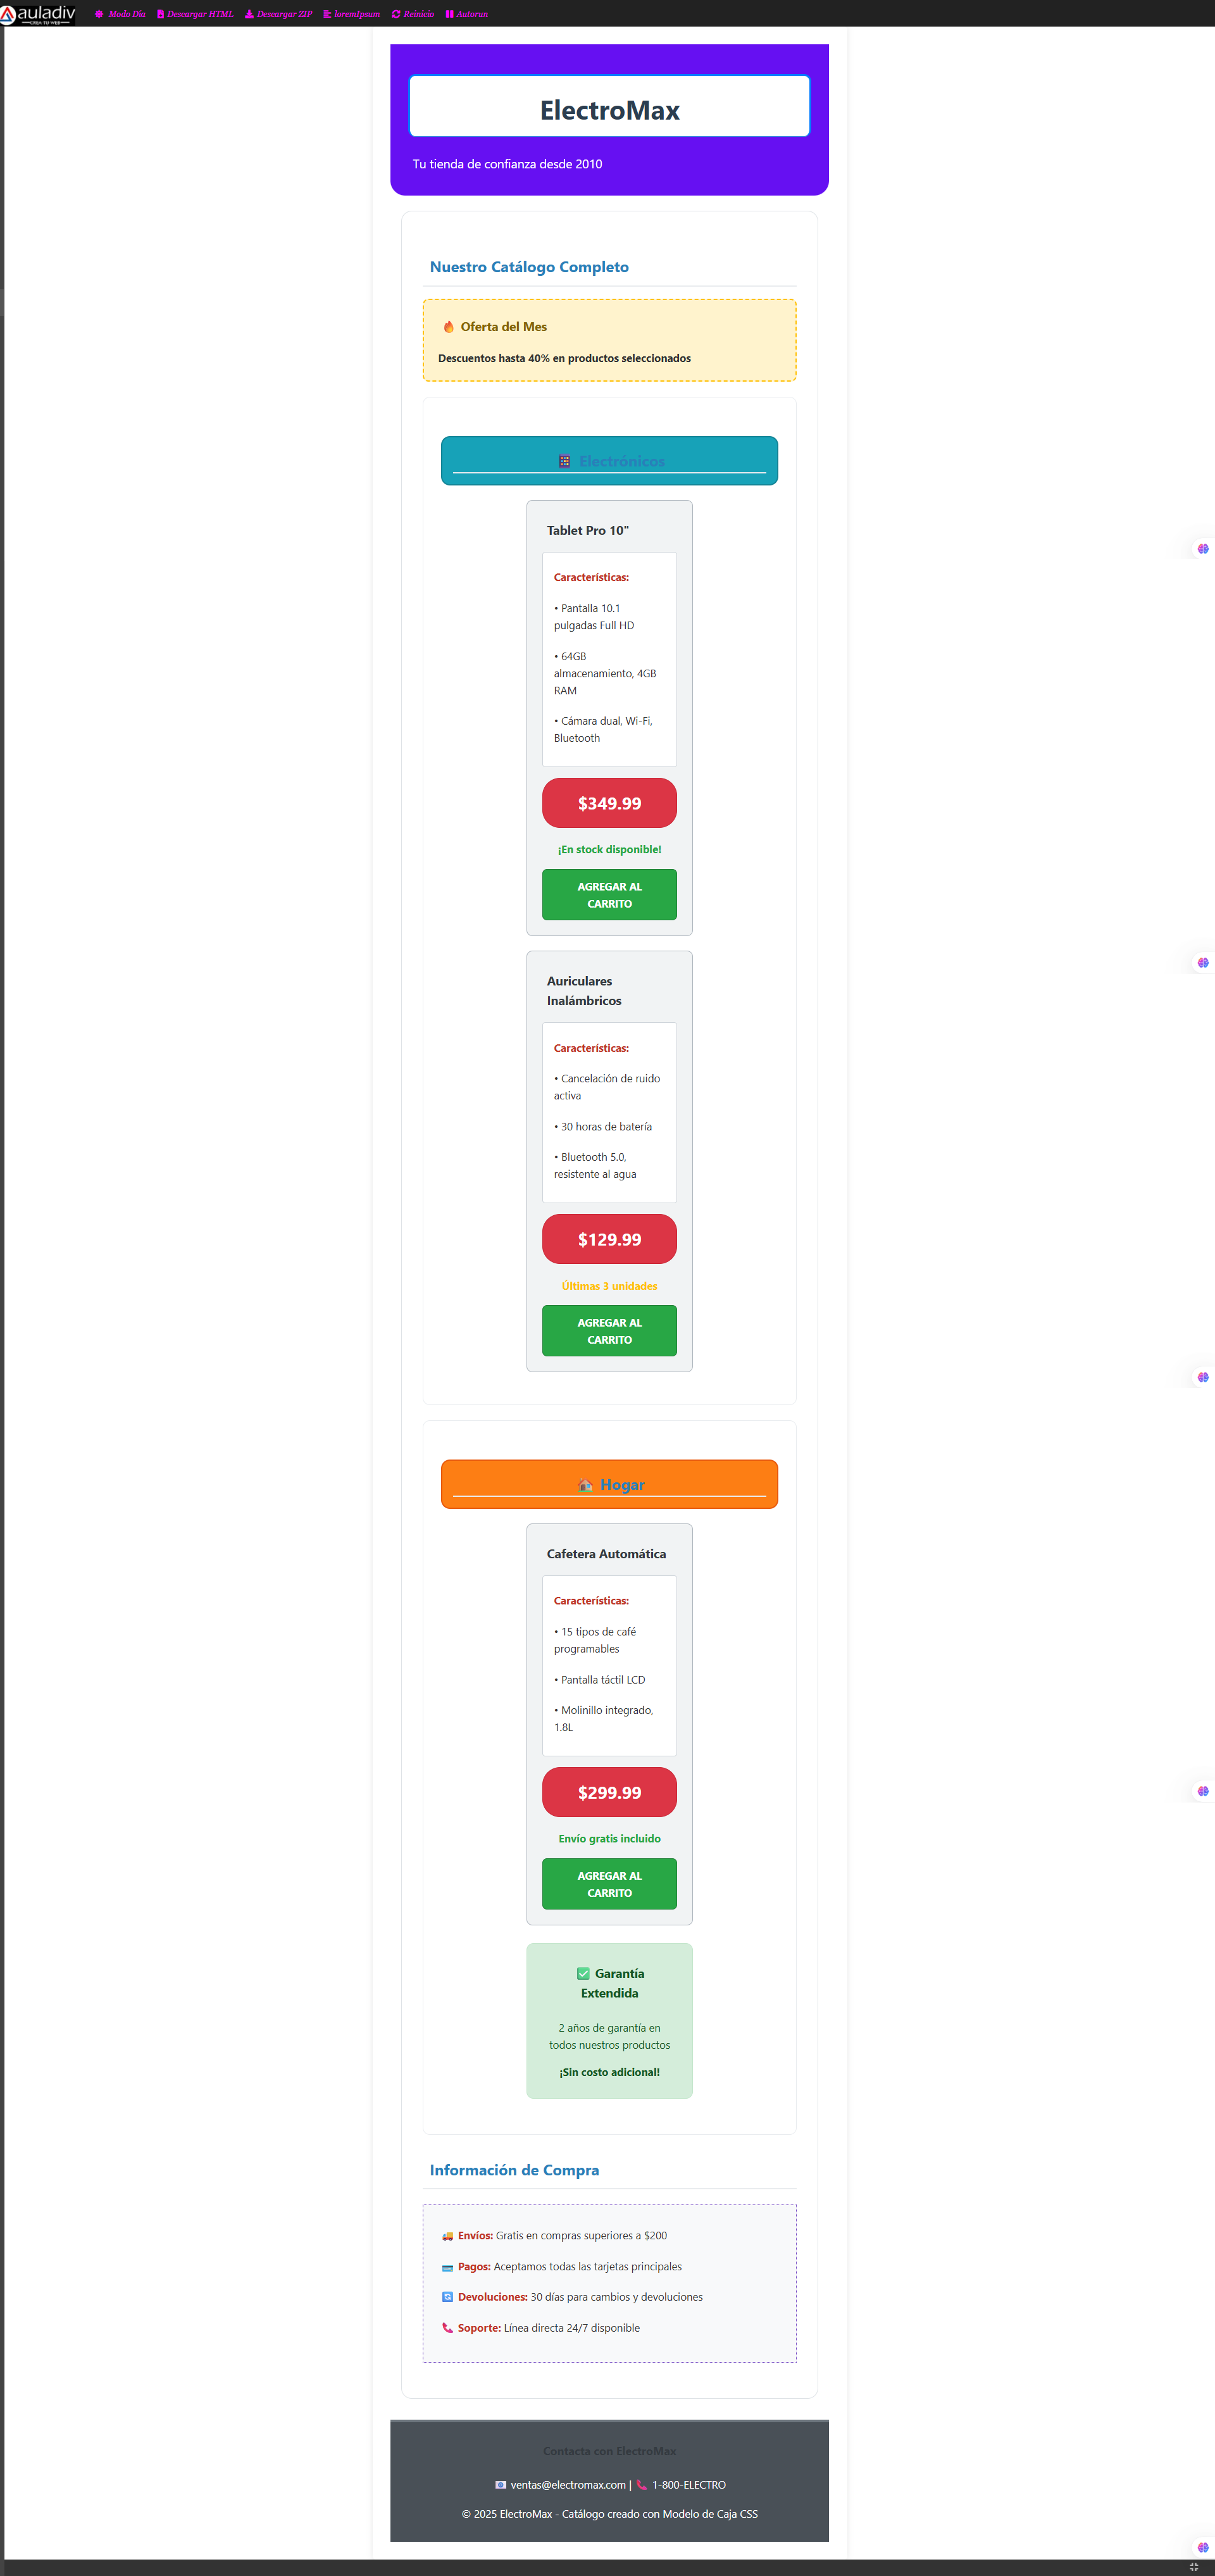 auladiv
CREA TU WEB
Modo Día Descargar HTML Descargar ZIP loremIpsum Reinicio Autorun
ElectroMax
Tu tienda de confianza desde 2010
Nuestro Catálogo Completo
🔥 Oferta del Mes
Descuentos hasta 40% en productos seleccionados
📱 Electrónicos
Tablet Pro 10"
Características:
• Pantalla 10.1
pulgadas Full HD
• 64GB
almacenamiento, 4GB
RAM
• Cámara dual, Wi-Fi,
Bluetooth
$349.99
¡En stock disponible!
AGREGAR AL
CARRITO
Auriculares
Inalámbricos
Características:
• Cancelación de ruido
activa
• 30 horas de batería
• Bluetooth 5.0,
resistente al agua
$129.99
Últimas 3 unidades
AGREGAR AL
CARRITO
🏠 Hogar
Cafetera Automática
Características:
• 15 tipos de café
programables
• Pantalla táctil LCD
• Molinillo integrado,
1.8L
$299.99
Envío gratis incluido
AGREGAR AL
CARRITO
✅ Garantía
Extendida
2 años de garantía en
todos nuestros productos
¡Sin costo adicional!
Información de Compra
🚚 Envíos: Gratis en compras superiores a $200
💳 Pagos: Aceptamos todas las tarjetas principales
🔄 Devoluciones: 30 días para cambios y devoluciones
📞 Soporte: Línea directa 24/7 disponible
Contacta con ElectroMax
📧 ventas@electromax.com | 📞 1-800-ELECTRO
© 2025 ElectroMax - Catálogo creado con Modelo de Caja CSS